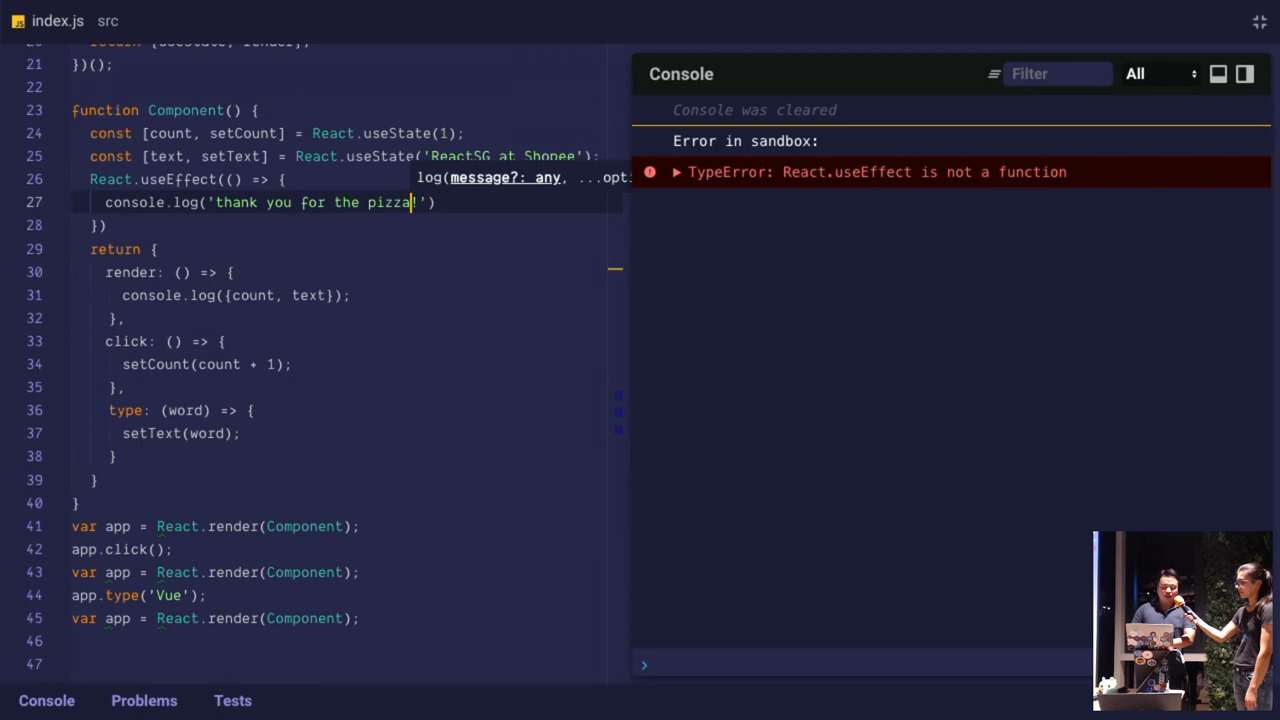 index.js src
20 return [useState, render];
21 })();
22
23 function Component() {
24 const [count, setCount] = React.useState(1);
25 const [text, setText] = React.useState('ReactSG at Shopee');
26 React.useEffect(() => {
log(message?: any, ...opti
27 console.log('thank you for the pizza!')
28 })
29 return {
30 render: () => {
31 console.log({count, text});
32 },
33 click: () => {
34 setCount(count + 1);
35 },
36 type: (word) => {
37 setText(word);
38 }
39 }
40 }
41 var app = React.render(Component);
42 app.click();
43 var app = React.render(Component);
44 app.type('Vue');
45 var app = React.render(Component);
46
47
Console
Filter
All
Console was cleared
Error in sandbox:
TypeError: React.useEffect is not a function
Console Problems Tests